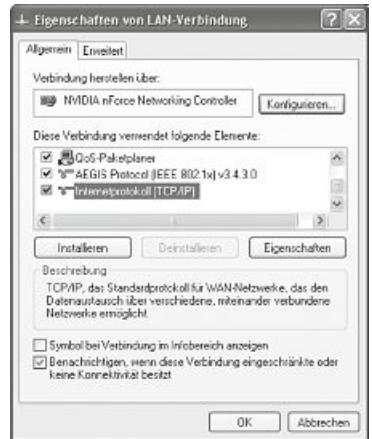 Eigenschaften von LAN-Verbindung
Allgemein Erweitert
Verbindung herstellen über:
NVIDIA nForce Networking Controller
Konfigurieren...
Diese Verbindung verwendet folgende Elemente:
QoS-Paketplaner
AEGIS Protocol (IEEE 802.1x) v3.4.3.0
Internetprotokoll (TCP/IP)
Installieren Deinstallieren Eigenschaften
Beschreibung
TCP/IP, das Standardprotokoll für WAN-Netzwerke, das den
Datenaustausch über verschiedene, miteinander verbundene
Netzwerke ermöglicht.
Symbol bei Verbindung im Infobereich anzeigen
Benachrichtigen, wenn diese Verbindung eingeschränkte oder
keine Konnektivität besitzt
OK Abbrechen